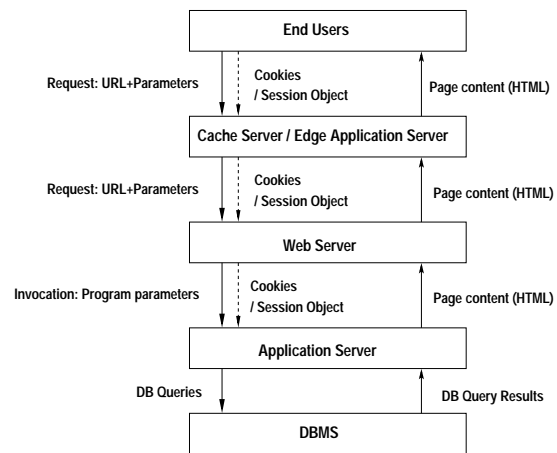 End Users
Request: URL+Parameters
Cookies
/ Session Object
Page content (HTML)
Cache Server / Edge Application Server
Request: URL+Parameters
Cookies
/ Session Object
Page content (HTML)
Web Server
Invocation: Program parameters
Cookies
/ Session Object
Page content (HTML)
Application Server
DB Queries
DB Query Results
DBMS